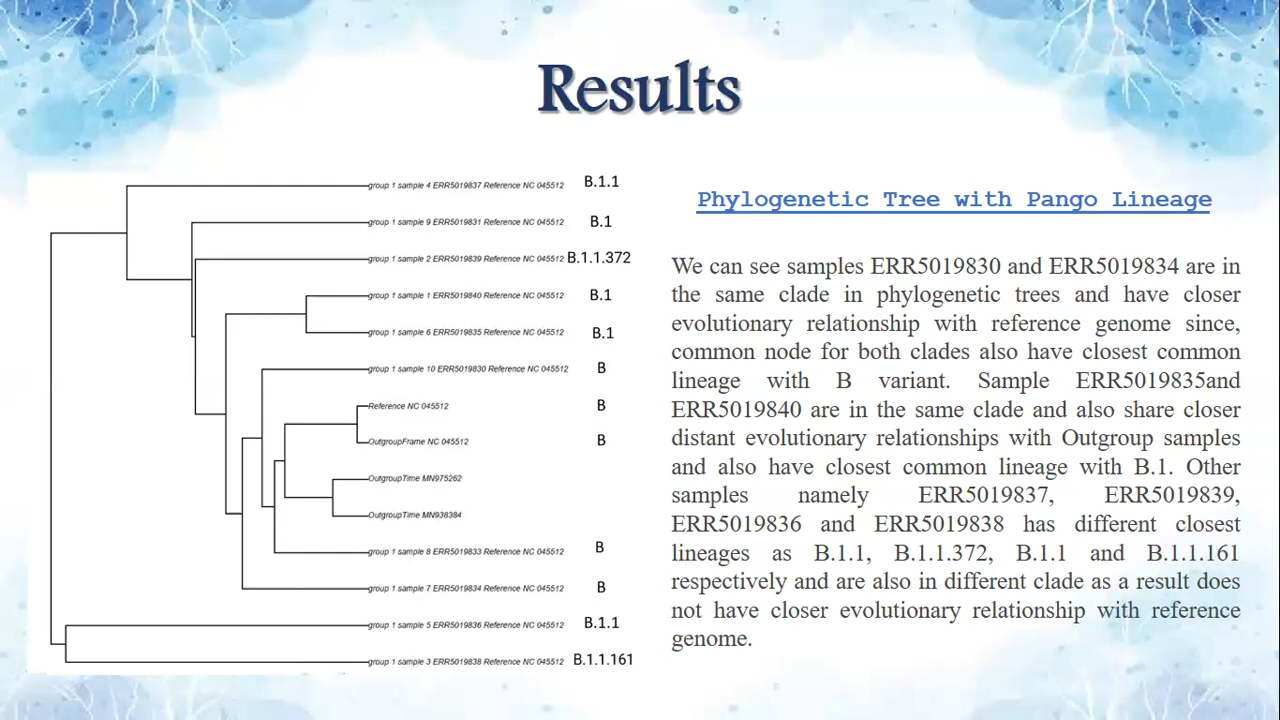 Results
group 1 sample 4 ERR5019837 Reference NC 045512 B.1.1
group 1 sample 9 ERR5019831 Reference NC 045512 B.1
group 1 sample 2 ERR5019839 Reference NC 045512 B.1.1.372
group 1 sample 1 ERR5019840 Reference NC 045512 B.1
group 1 sample 6 ERR5019835 Reference NC 045512 B.1
group 1 sample 10 ERR5019830 Reference NC 045512 B
Reference NC 045512 B
OutgroupFrame NC 045512 B
OutgroupTime MN975262
OutgroupTime MN938384
group 1 sample 8 ERR5019833 Reference NC 045512 B
group 1 sample 7 ERR5019834 Reference NC 045512 B
group 1 sample 5 ERR5019836 Reference NC 045512 B.1.1
group 1 sample 3 ERR5019838 Reference NC 045512 B.1.1.161
Phylogenetic Tree with Pango Lineage
We can see samples ERR5019830 and ERR5019834 are in
the same clade in phylogenetic trees and have closer
evolutionary relationship with reference genome since,
common node for both clades also have closest common
lineage with B variant. Sample ERR5019835and
ERR5019840 are in the same clade and also share closer
distant evolutionary relationships with Outgroup samples
and also have closest common lineage with B.1. Other
samples namely ERR5019837, ERR5019839,
ERR5019836 and ERR5019838 has different closest
lineages as B.1.1, B.1.1.372, B.1.1 and B.1.1.161
respectively and are also in different clade as a result does
not have closer evolutionary relationship with reference
genome.